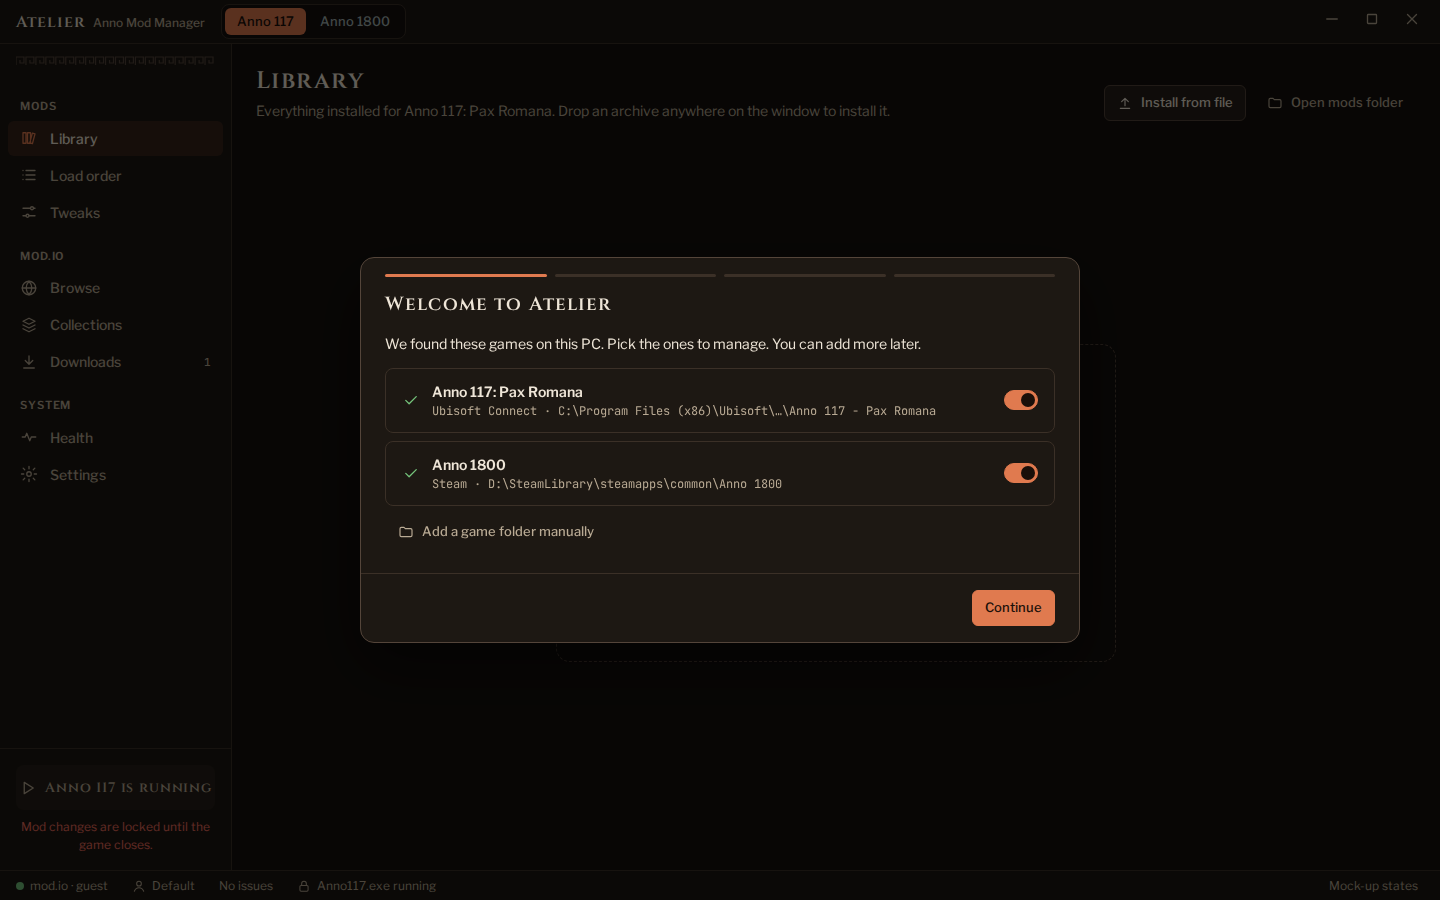 ATELIER Anno Mod Manager Anno 117 Anno 1800
LIBRARY
Everything installed for Anno 117: Pax Romana. Drop an archive anywhere on the window to install it.
Install from file
Open mods folder
MODS
Library
Load order
Tweaks
MOD.IO
Browse
Collections
Downloads 1
SYSTEM
Health
Settings
WELCOME TO ATELIER
We found these games on this PC. Pick the ones to manage. You can add more later.
Anno 117: Pax Romana
Ubisoft Connect · C:\Program Files (x86)\Ubisoft\…\Anno 117 - Pax Romana
Anno 1800
Steam · D:\SteamLibrary\steamapps\common\Anno 1800
Add a game folder manually
Continue
ANNO 117 IS RUNNING
Mod changes are locked until the
game closes.
mod.io · guest Default No issues Anno117.exe running Mock-up states